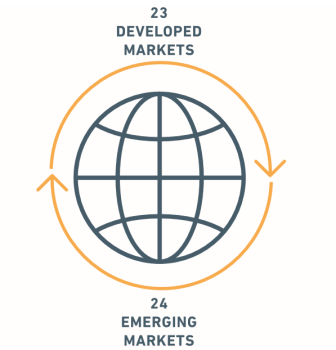 23
DEVELOPED
MARKETS
24
EMERGING
MARKETS